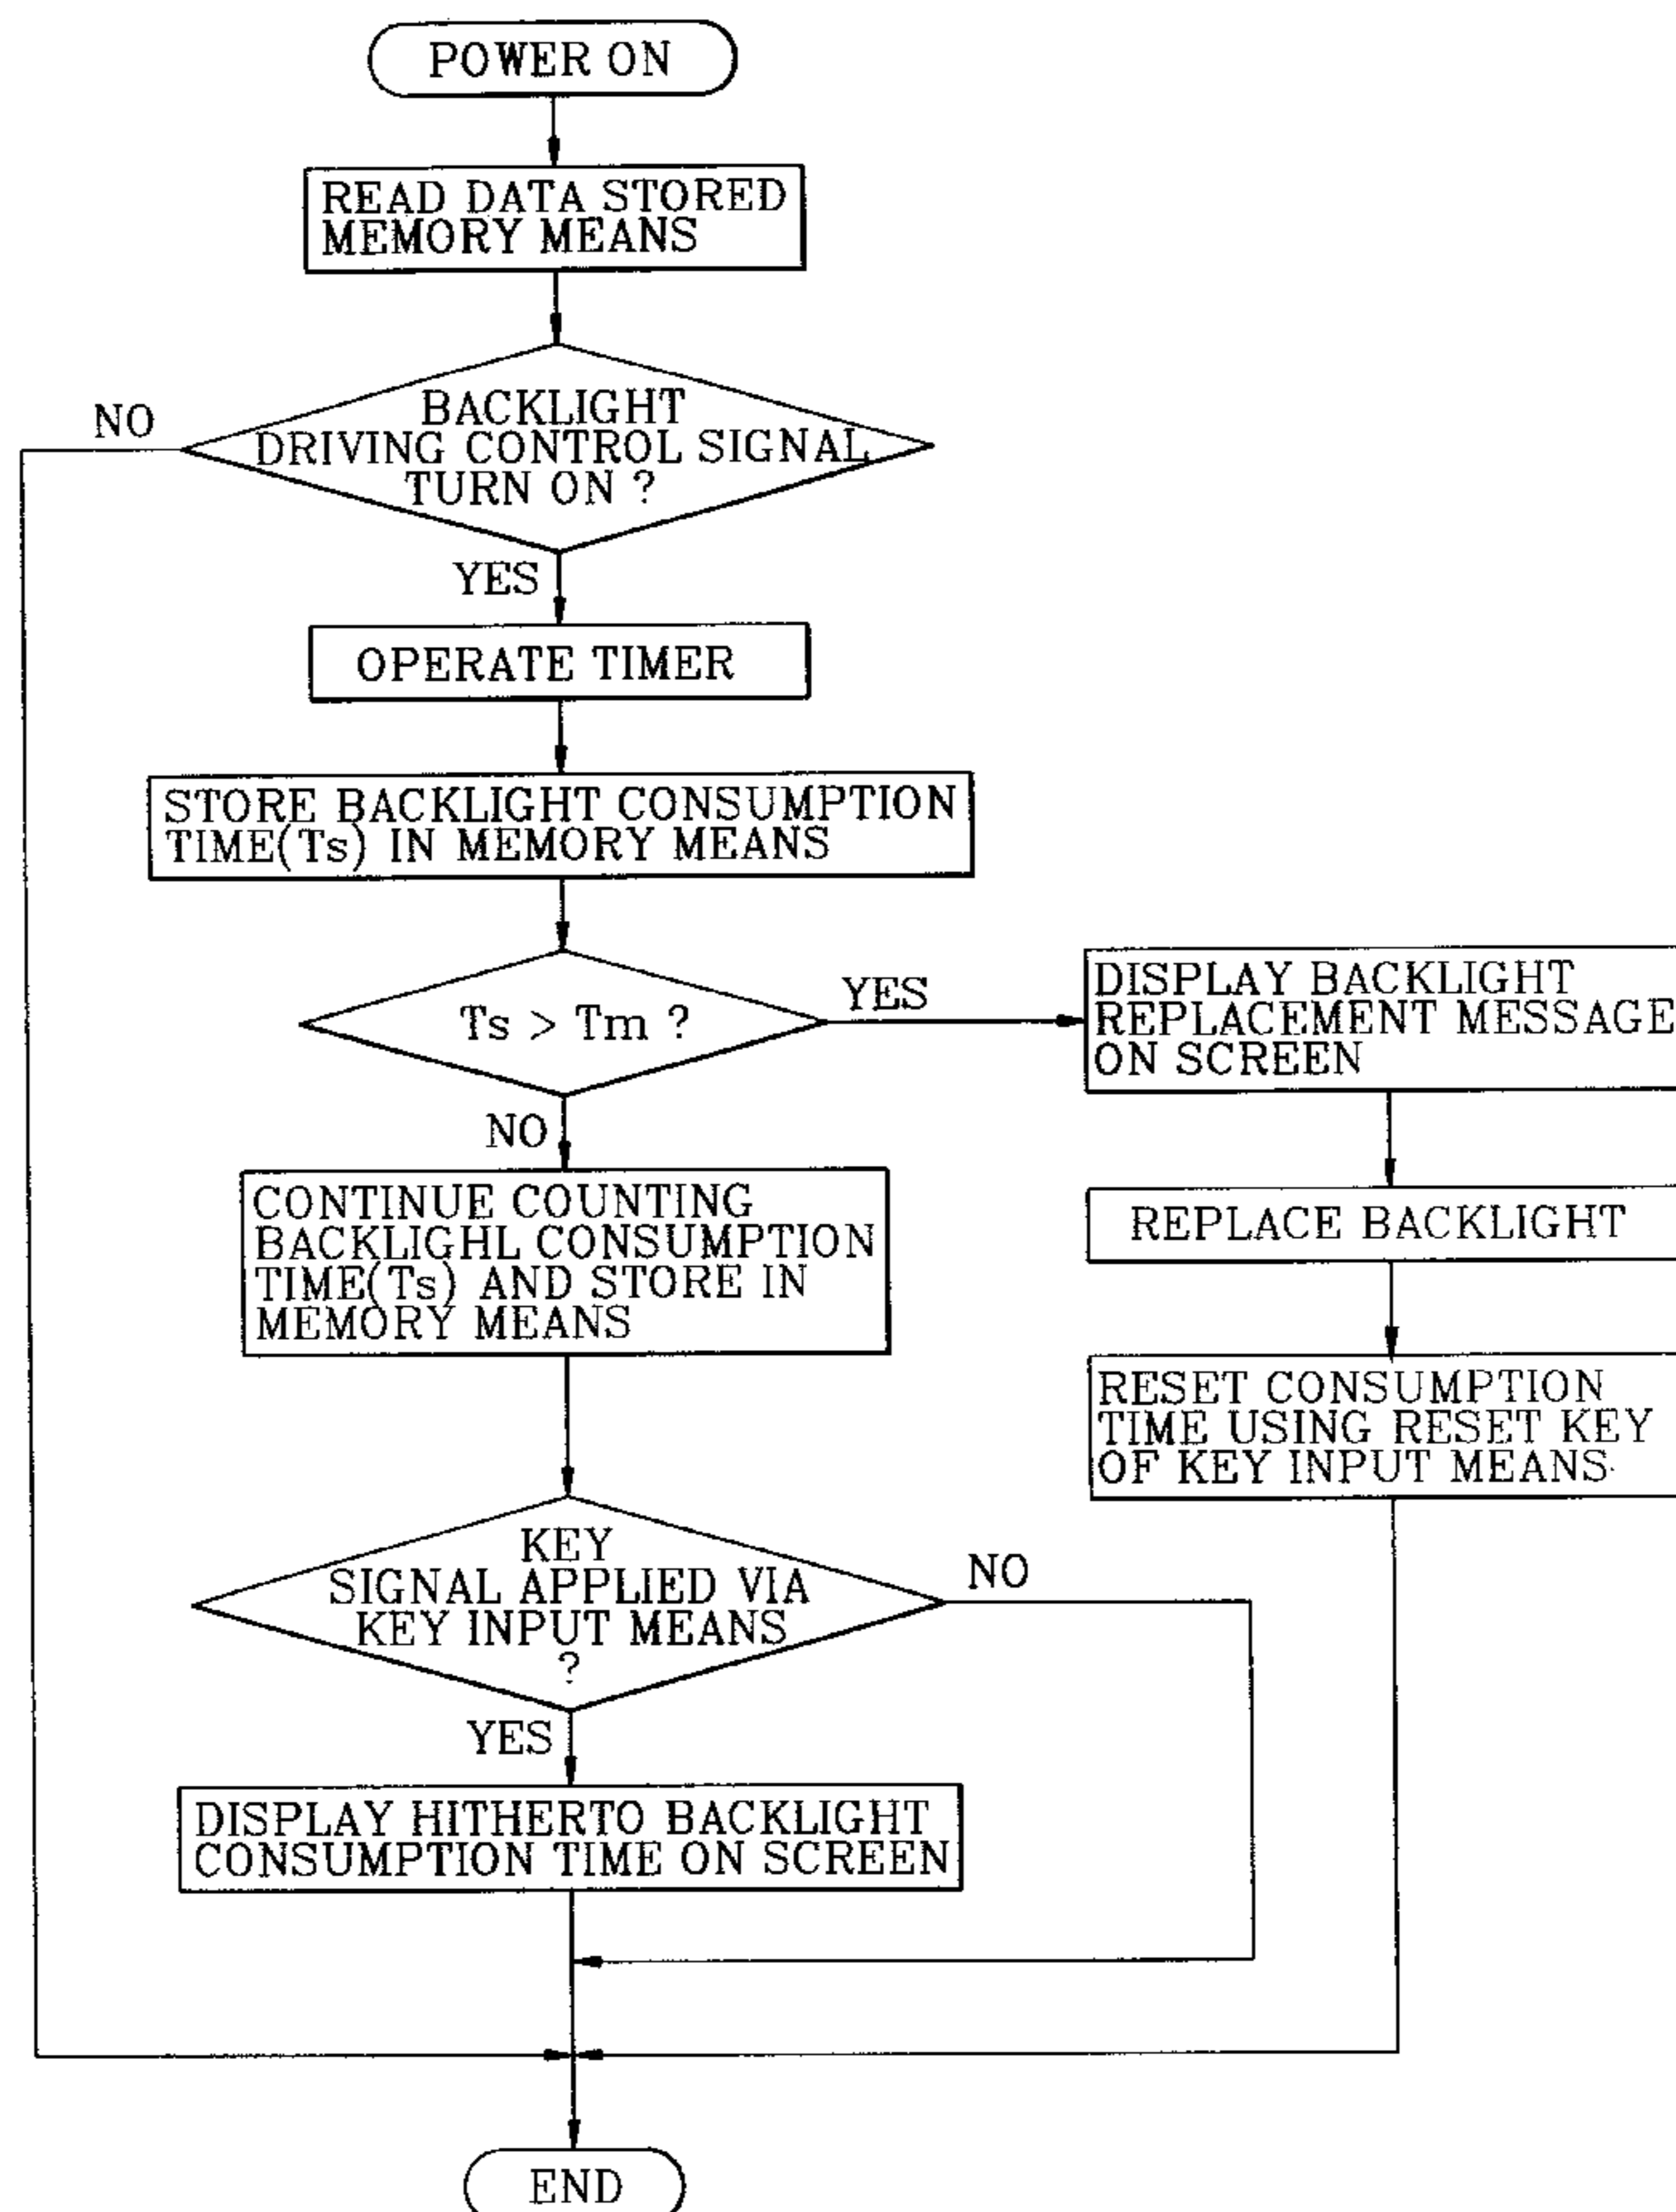 POWER ON
READ DATA STORED
MEMORY MEANS
NO
BACKLIGHT
DRIVING CONTROL SIGNAL
TURN ON ?
YES
OPERATE TIMER
STORE BACKLIGHT CONSUMPTION
TIME(Ts) IN MEMORY MEANS
Ts > Tm ?
YES
DISPLAY BACKLIGHT
REPLACEMENT MESSAGE
ON SCREEN
NO
CONTINUE COUNTING
BACKLIGHL CONSUMPTION
TIME(Ts) AND STORE IN
MEMORY MEANS
REPLACE BACKLIGHT
RESET CONSUMPTION
TIME USING RESET KEY
OF KEY INPUT MEANS
KEY
SIGNAL APPLIED VIA
KEY INPUT MEANS
?
NO
YES
DISPLAY HITHERTO BACKLIGHT
CONSUMPTION TIME ON SCREEN
END